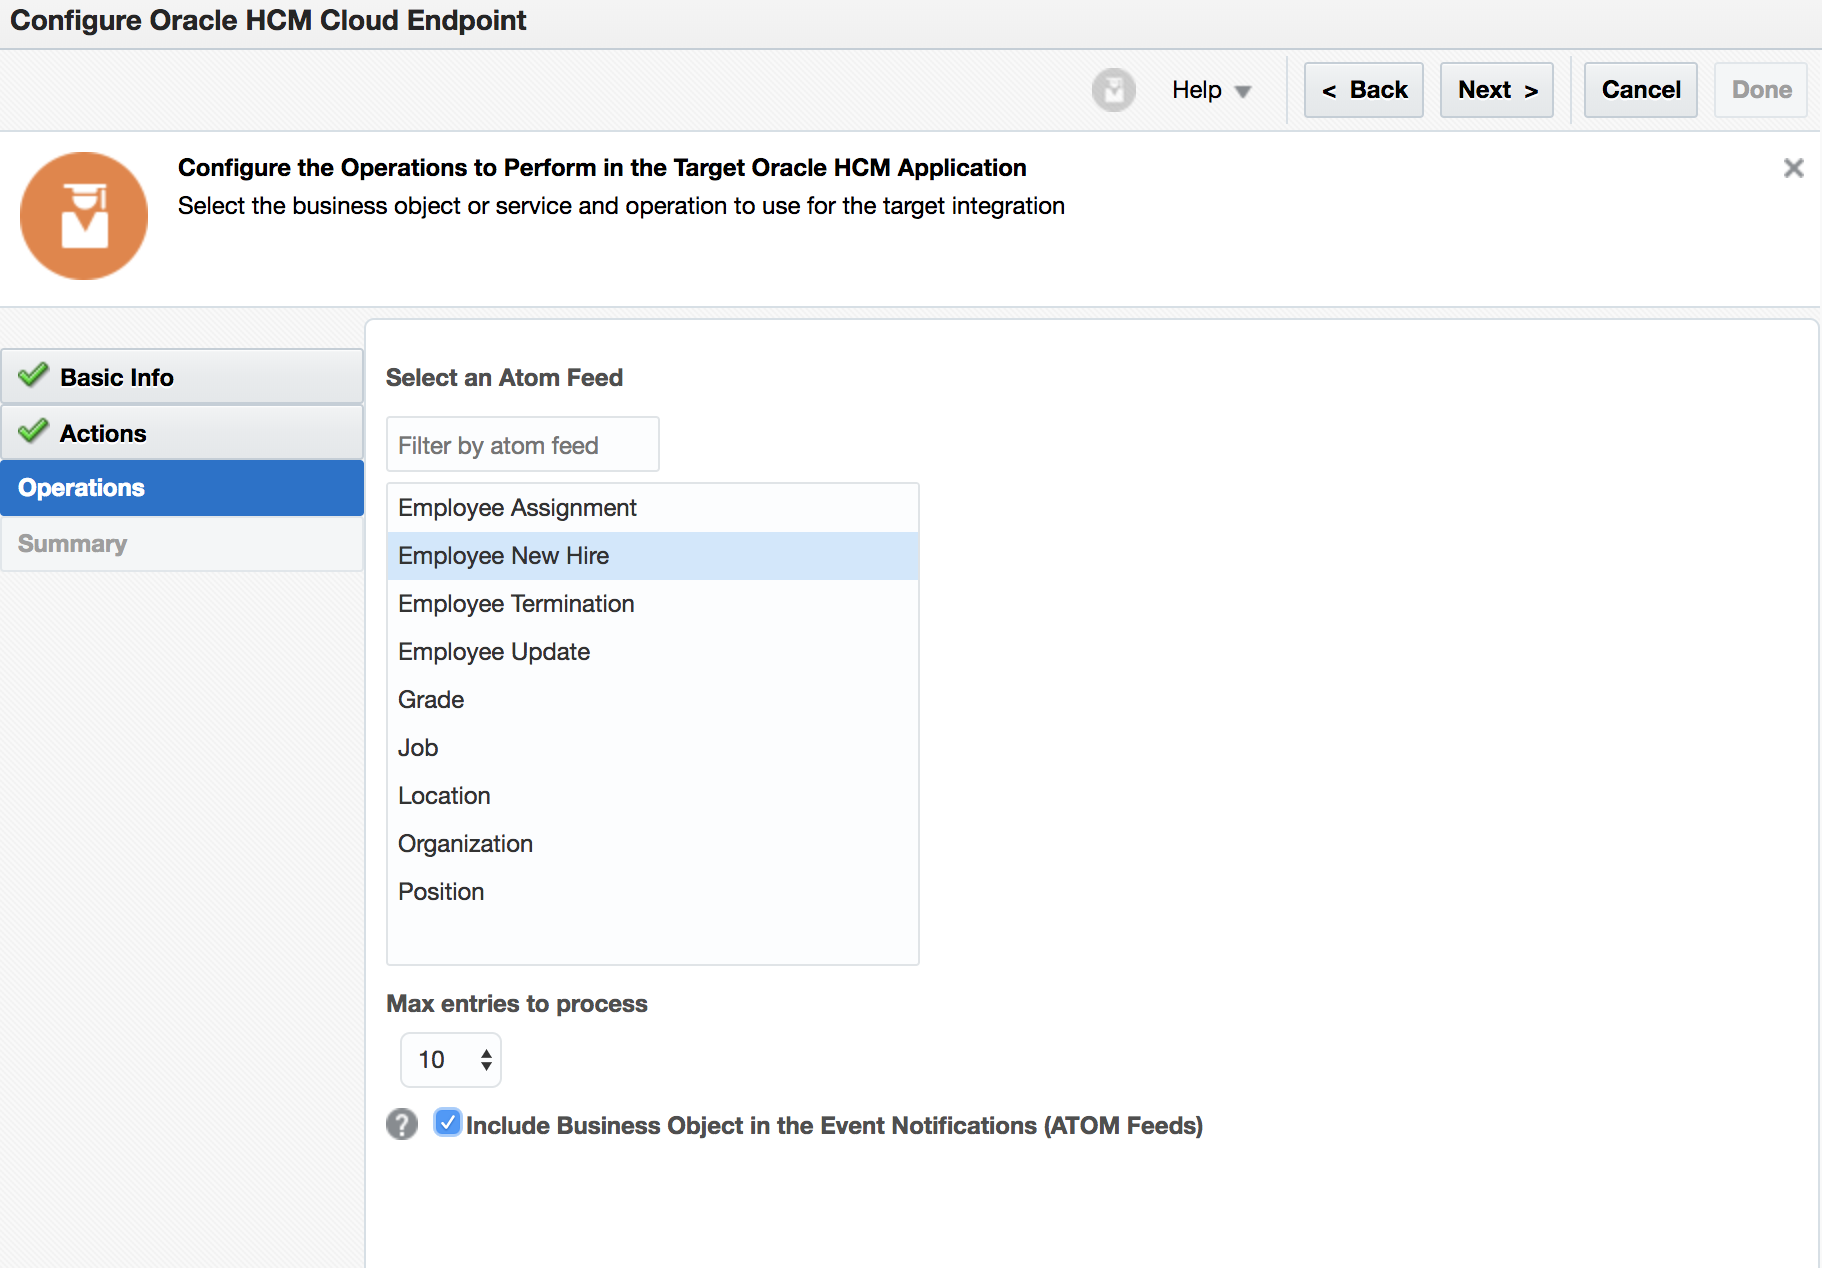 Configure Oracle HCM Cloud Endpoint
Help
< Back
Next >
Cancel
Done
Configure the Operations to Perform in the Target Oracle HCM Application
Select the business object or service and operation to use for the target integration
Basic Info
Actions
Operations
Summary
Select an Atom Feed
Filter by atom feed
Employee Assignment
Employee New Hire
Employee Termination
Employee Update
Grade
Job
Location
Organization
Position
Max entries to process
10
? Include Business Object in the Event Notifications (ATOM Feeds)